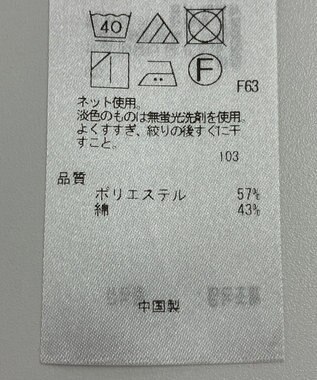 40
F
F63
ネット使用。
淡色のものは無蛍光洗剤を使用。
よくすすぎ、絞りの後すぐに干
すこと。
103
品質
ポリエステル 57%
綿 43%
中国製